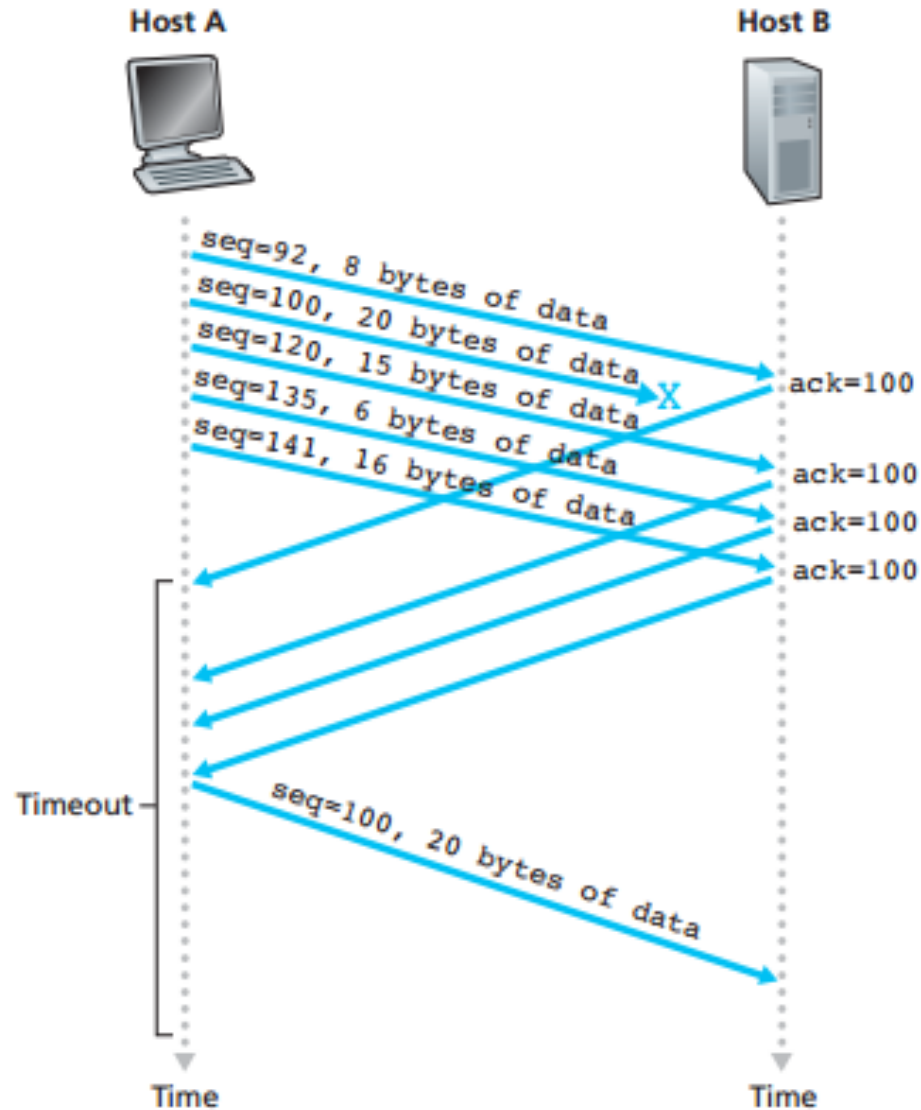 Host A
Host B
seq=92, 8 bytes of data
seq=100, 20 bytes of data
seq=120, 15 bytes of data
seq=135, 6 bytes of data
seq=141, 16 bytes of data
X
ack=100
ack=100
ack=100
ack=100
Timeout
seq=100, 20 bytes of data
Time
Time